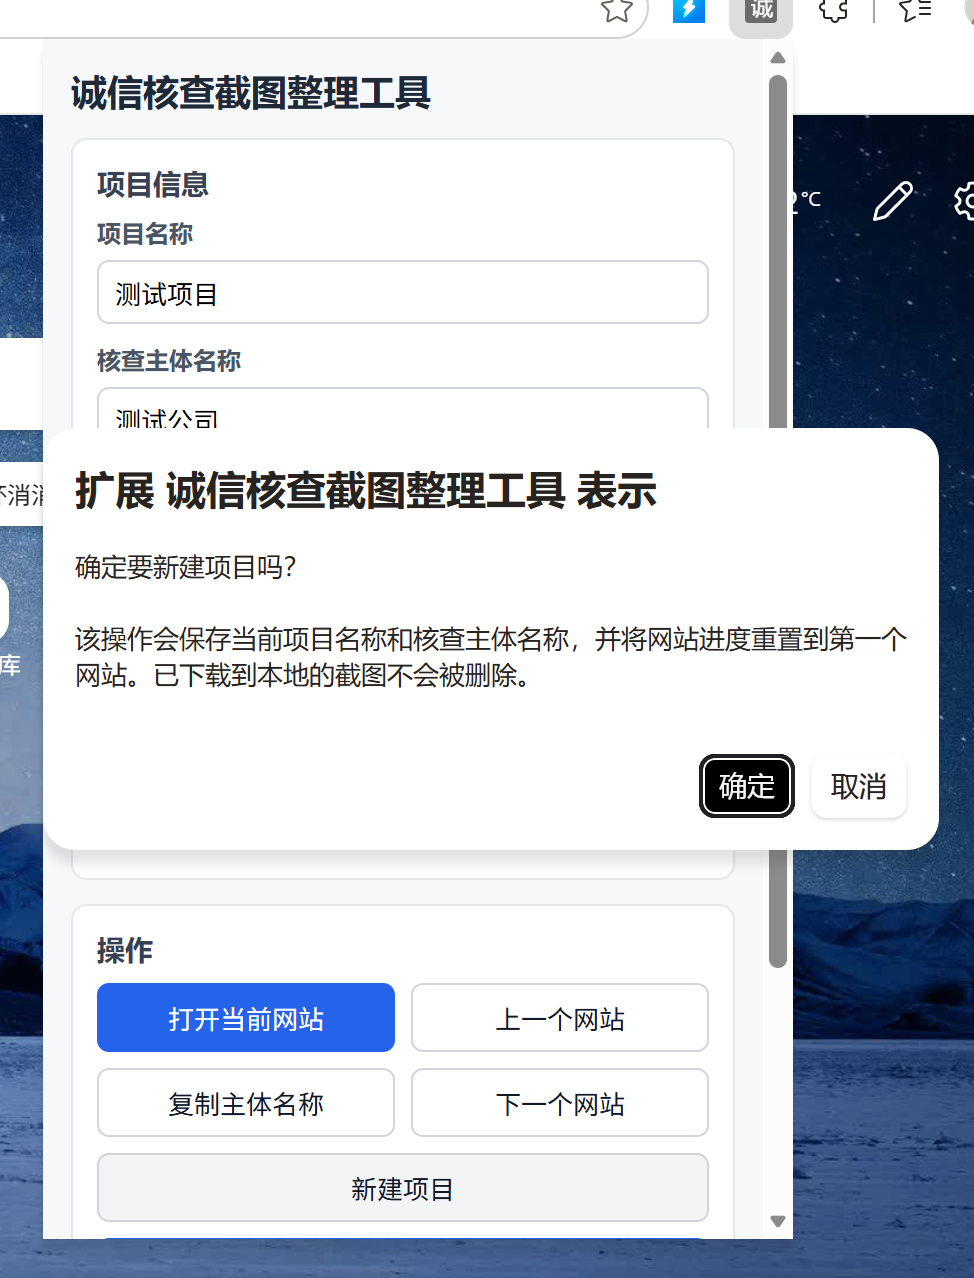 诚
诚信核查截图整理工具
项目信息
℃
项目名称
测试项目
核查主体名称
测试公司
扩展 诚信核查截图整理工具 表示
确定要新建项目吗？
该操作会保存当前项目名称和核查主体名称，并将网站进度重置到第一个
网站。已下载到本地的截图不会被删除。
库
确定
取消
操作
打开当前网站
上一个网站
复制主体名称
下一个网站
新建项目